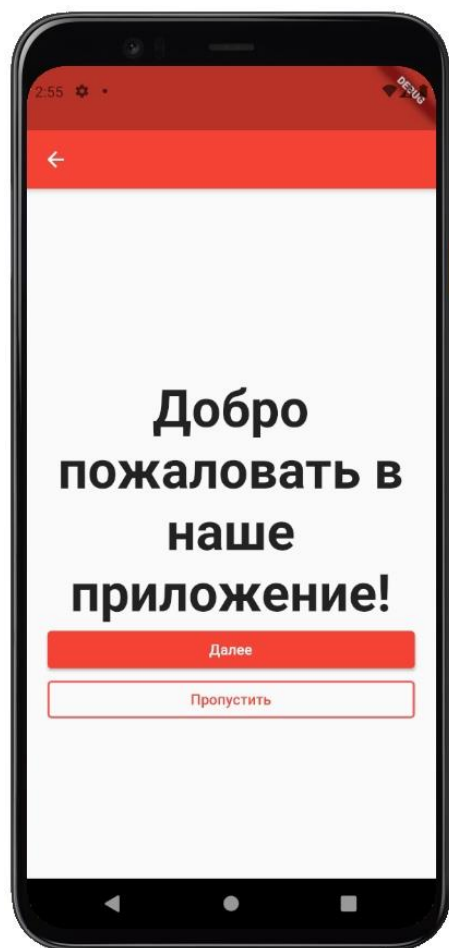 2:55
DEBUG
Добро
пожаловать в
наше
приложение!
Далее
Пропустить